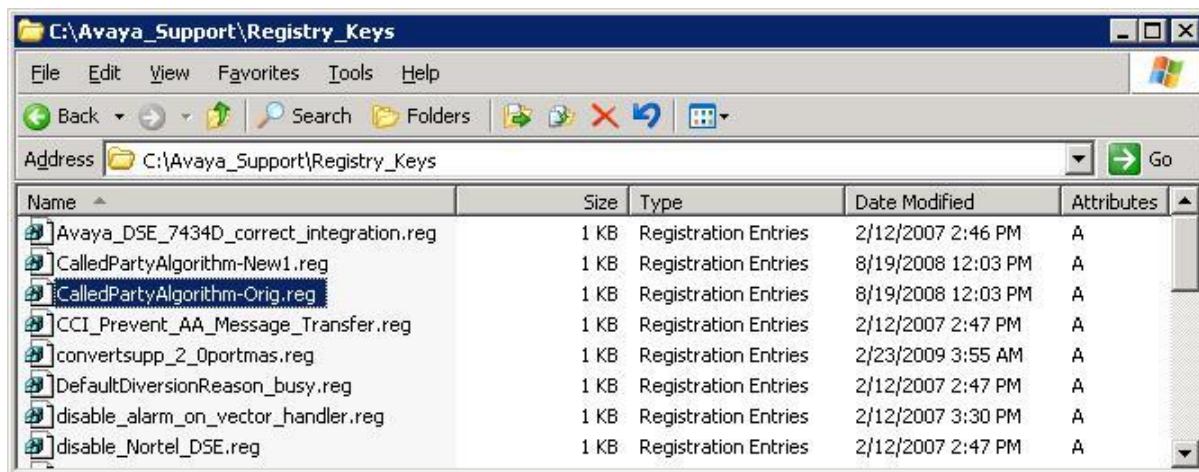 C:\Avaya_Support\Registry_Keys
File Edit View Favorites Tools Help
Back Search Folders
Address C:\Avaya_Support\Registry_Keys Go
Name Size Type Date Modified Attributes
Avaya_DSE_7434D_correct_integration.reg 1 KB Registration Entries 2/12/2007 2:46 PM A
CalledPartyAlgorithm-New1.reg 1 KB Registration Entries 8/19/2008 12:03 PM A
CalledPartyAlgorithm-Orig.reg 1 KB Registration Entries 8/19/2008 12:03 PM A
CCI_Prevent_AA_Message_Transfer.reg 1 KB Registration Entries 2/12/2007 2:47 PM A
convertsupp_2_0portmas.reg 1 KB Registration Entries 2/23/2009 3:55 AM A
DefaultDiversionReason_busy.reg 1 KB Registration Entries 2/12/2007 2:47 PM A
disable_alarm_on_vector_handler.reg 1 KB Registration Entries 2/12/2007 3:30 PM A
disable_Nortel_DSE.reg 1 KB Registration Entries 2/12/2007 2:47 PM A